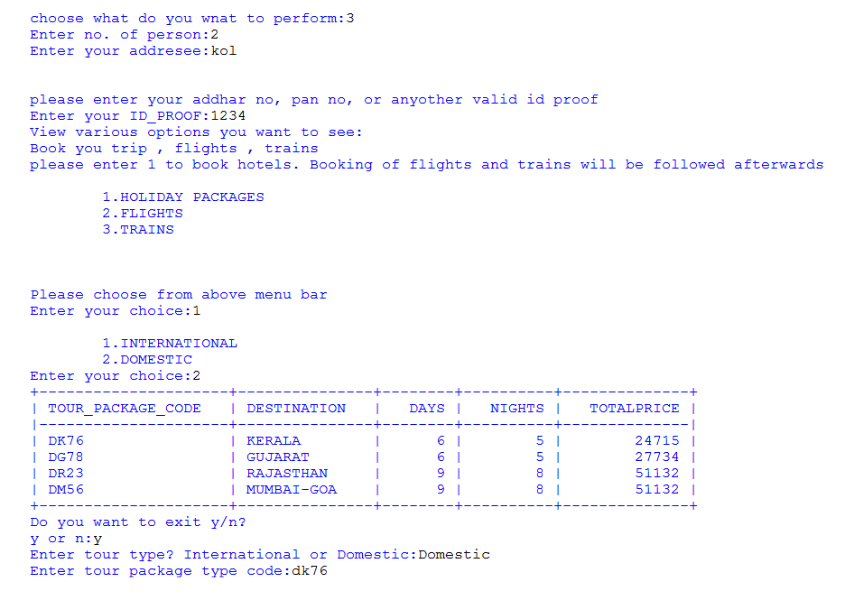 choose what do you wnat to perform:3
Enter no. of person:2
Enter your addresee:kol
please enter your addhar no, pan no, or anyother valid id proof
Enter your ID_PROOF:1234
View various options you want to see:
Book you trip , flights , trains
please enter 1 to book hotels. Booking of flights and trains will be followed afterwards
1.HOLIDAY PACKAGES
2.FLIGHTS
3.TRAINS
Please choose from above menu bar
Enter your choice:1
1.INTERNATIONAL
2.DOMESTIC
Enter your choice:2
+---------------------+---------------+--------+----------+--------------+
| TOUR_PACKAGE_CODE | DESTINATION | DAYS | NIGHTS | TOTALPRICE |
|---------------------+---------------+--------+----------+--------------|
| DK76 | KERALA | 6 | 5 | 24715 |
| DG78 | GUJARAT | 6 | 5 | 27734 |
| DR23 | RAJASTHAN | 9 | 8 | 51132 |
| DM56 | MUMBAI-GOA | 9 | 8 | 51132 |
+---------------------+---------------+--------+----------+--------------+
Do you want to exit y/n?
y or n:y
Enter tour type? International or Domestic:Domestic
Enter tour package type code:dk76